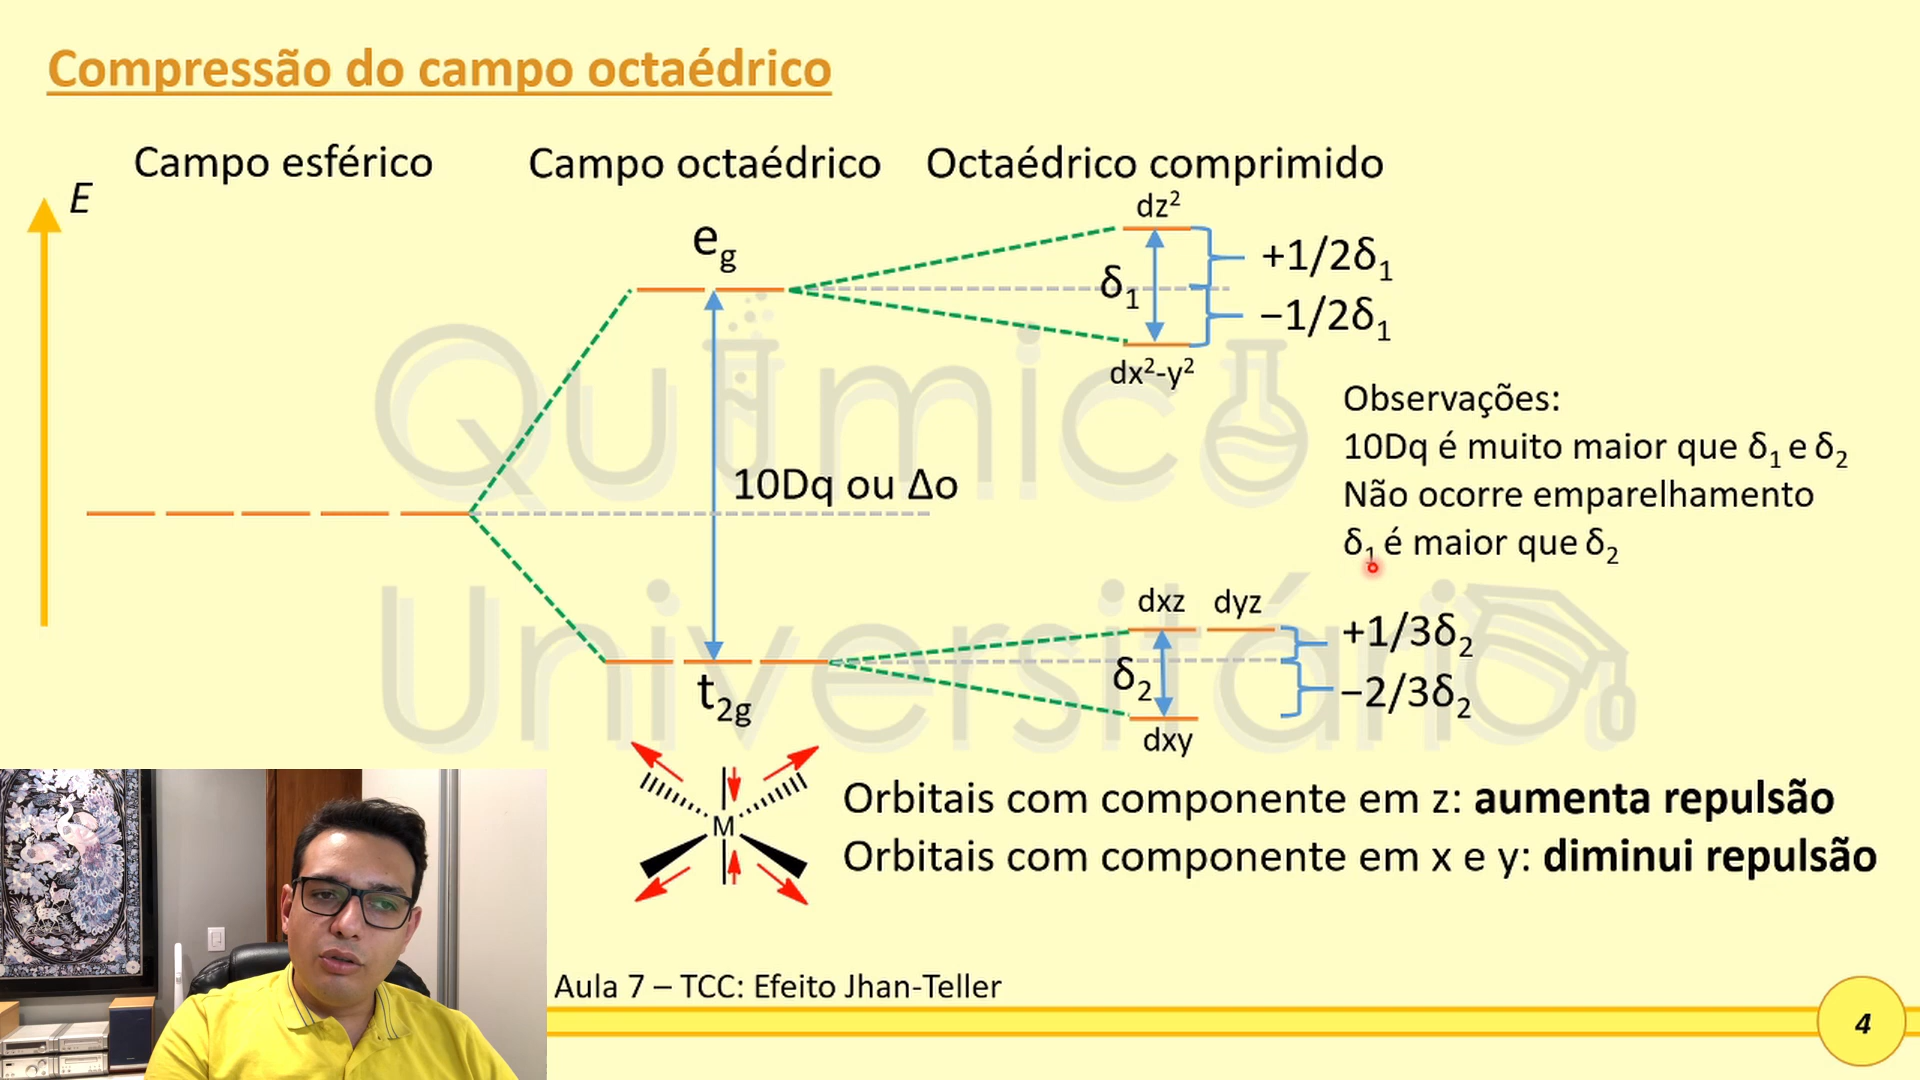 Compressão do campo octaédrico
Campo esférico
Campo octaédrico
Octaédrico comprimido
E
dz²
e_g
+1/2δ₁
δ₁
−1/2δ₁
dx²-y²
Observações:
10Dq é muito maior que δ₁ e δ₂
10Dq ou Δo
Não ocorre emparelhamento
δ₁ é maior que δ₂
dxz dyz
+1/3δ₂
δ₂
−2/3δ₂
t₂g
dxy
M
Orbitais com componente em z: aumenta repulsão
Orbitais com componente em x e y: diminui repulsão
Aula 7 – TCC: Efeito Jhan-Teller
4
Químico
Universitário